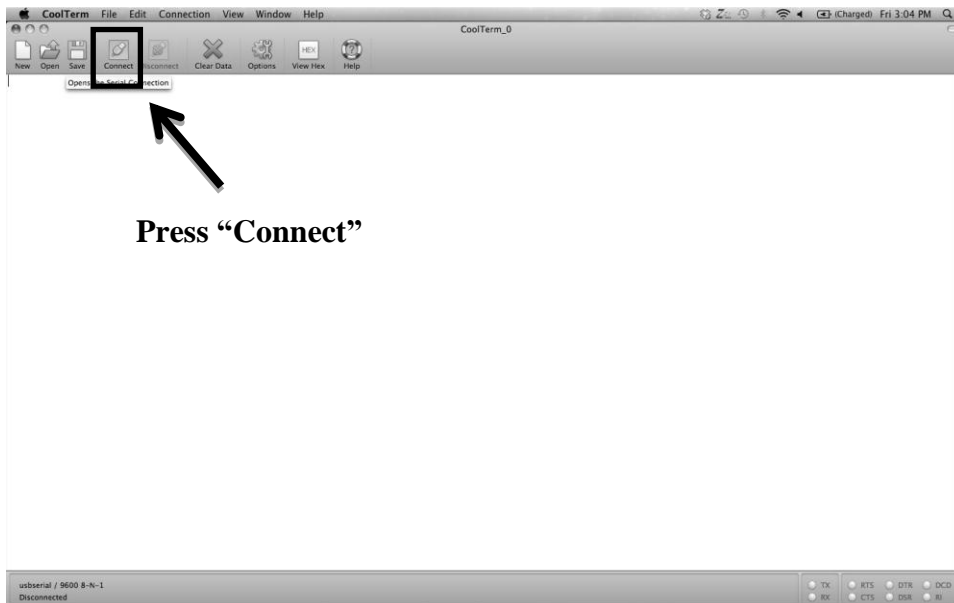 CoolTerm File Edit Connection View Window Help (Charged) Fri 3:04 PM
CoolTerm_0
HEX
New Open Save Connect Disconnect Clear Data Options View Hex Help
Opens the Serial Connection
Press “Connect”
usbserial / 9600 8-N-1
Disconnected
TX RTS DTR DCD
RX CTS DSR RI